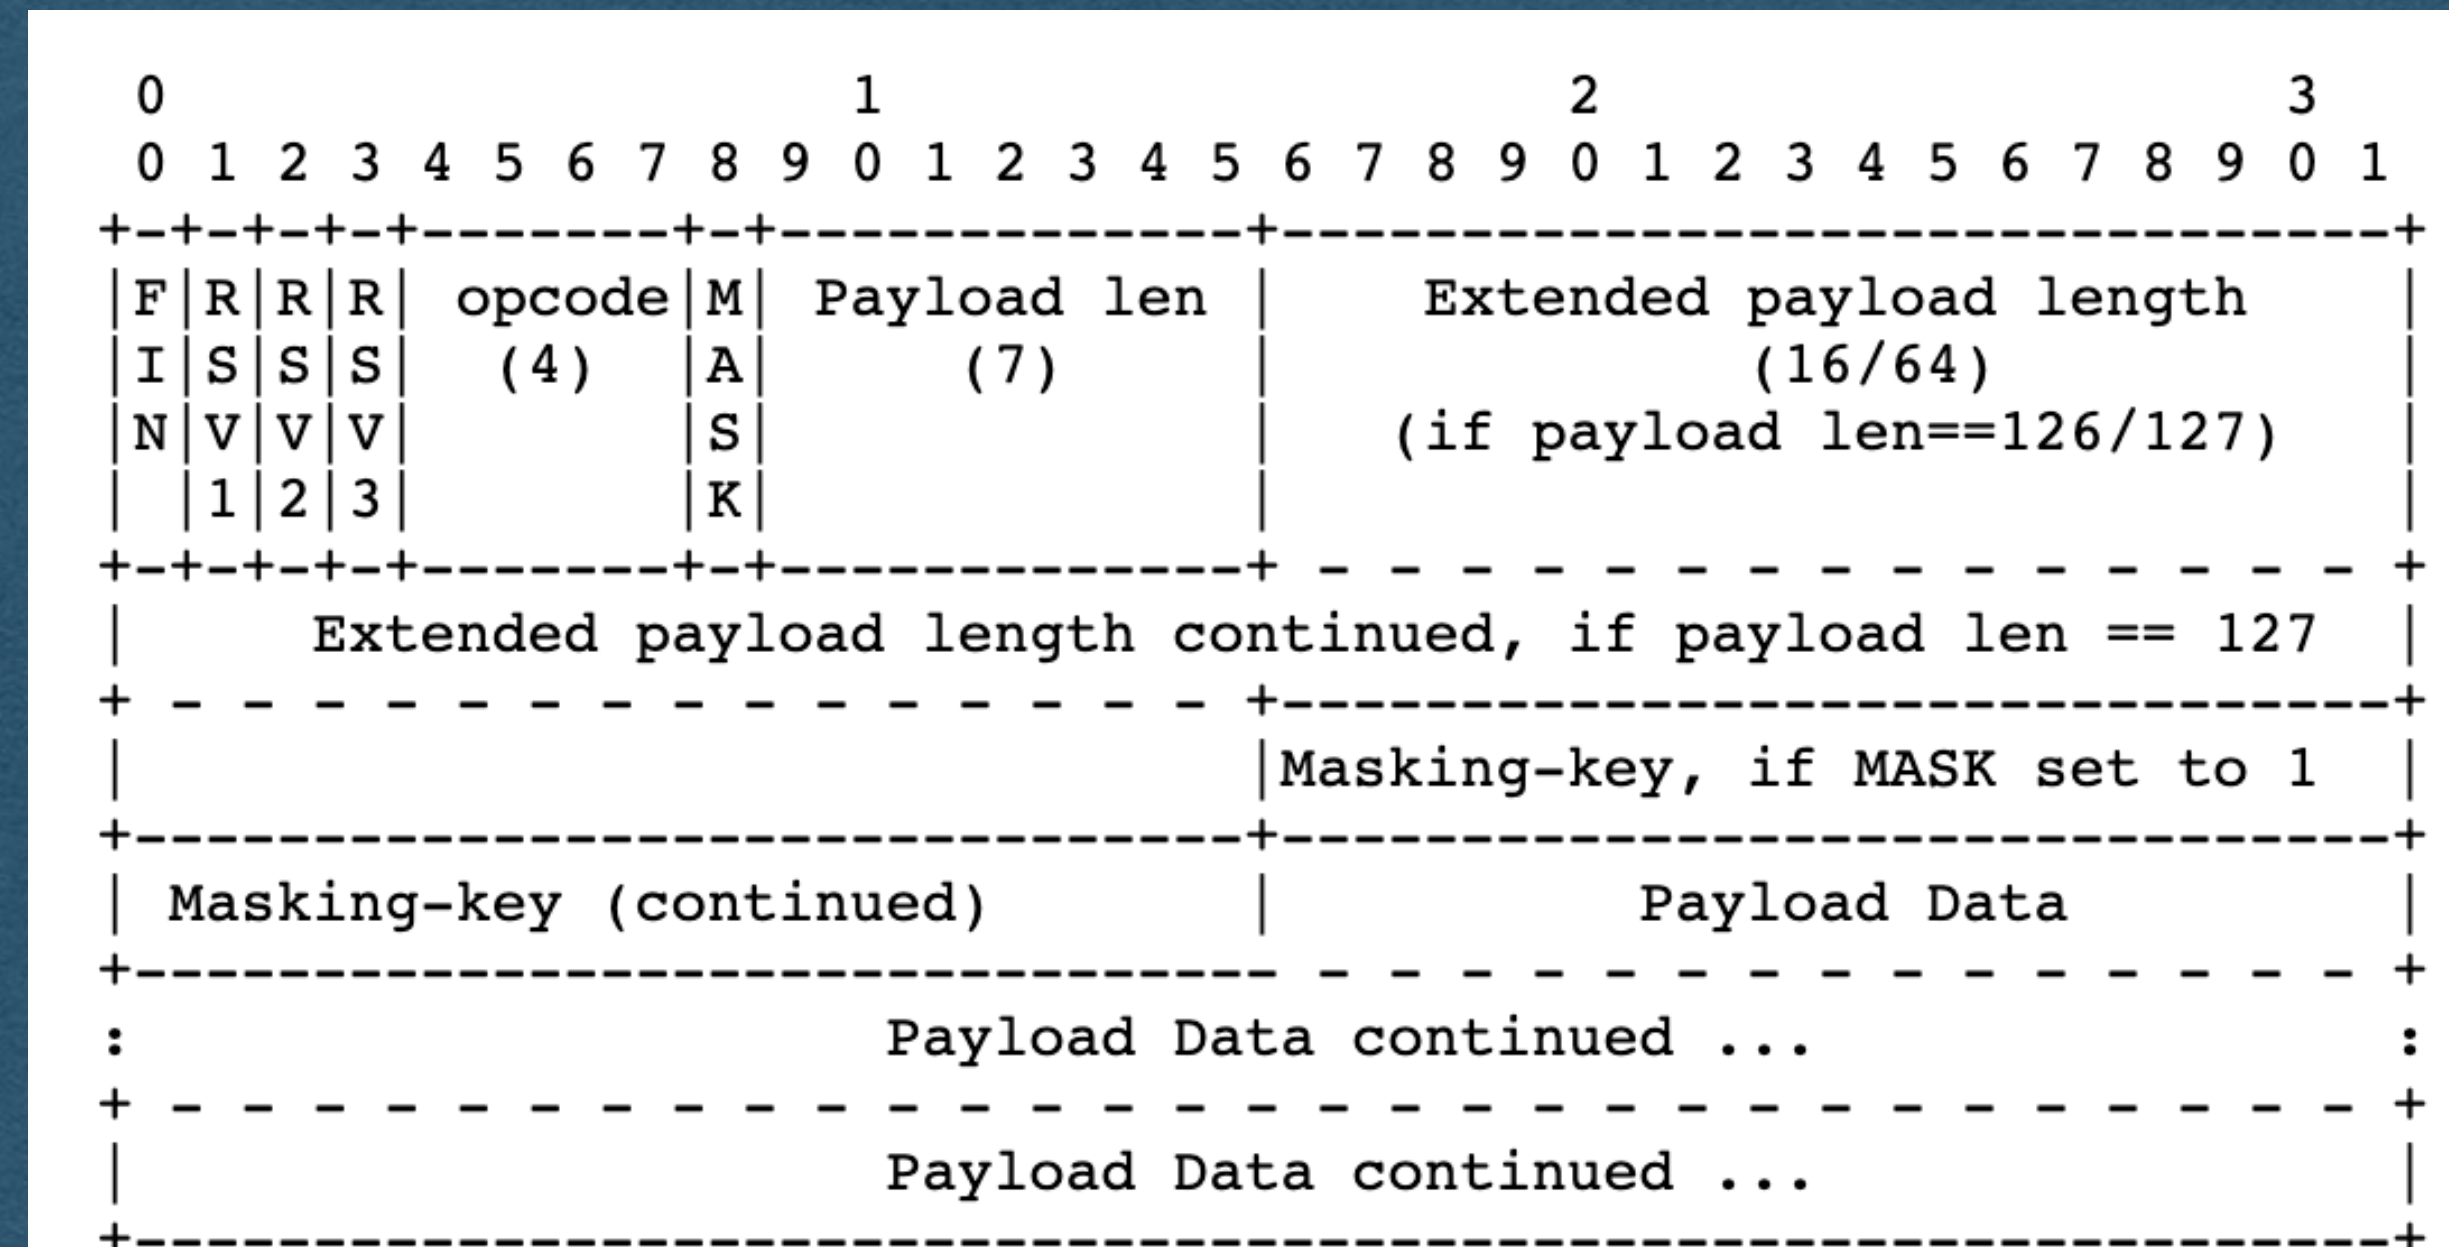 0                   1                   2                   3
 0 1 2 3 4 5 6 7 8 9 0 1 2 3 4 5 6 7 8 9 0 1 2 3 4 5 6 7 8 9 0 1
+-+-+-+-+-------+-+-------------+-------------------------------+
|F|R|R|R| opcode|M| Payload len |    Extended payload length    |
|I|S|S|S|  (4)  |A|     (7)     |             (16/64)           |
|N|V|V|V|       |S|             |   (if payload len==126/127)   |
| |1|2|3|       |K|             |                               |
+-+-+-+-+-------+-+-------------+ - - - - - - - - - - - - - - - +
|     Extended payload length continued, if payload len == 127  |
+ - - - - - - - - - - - - - - - +-------------------------------+
|                               |Masking-key, if MASK set to 1  |
+-------------------------------+-------------------------------+
| Masking-key (continued)       |          Payload Data         |
+-------------------------------- - - - - - - - - - - - - - - - +
:                     Payload Data continued ...                :
+ - - - - - - - - - - - - - - - - - - - - - - - - - - - - - - - +
|                     Payload Data continued ...                |
+---------------------------------------------------------------+